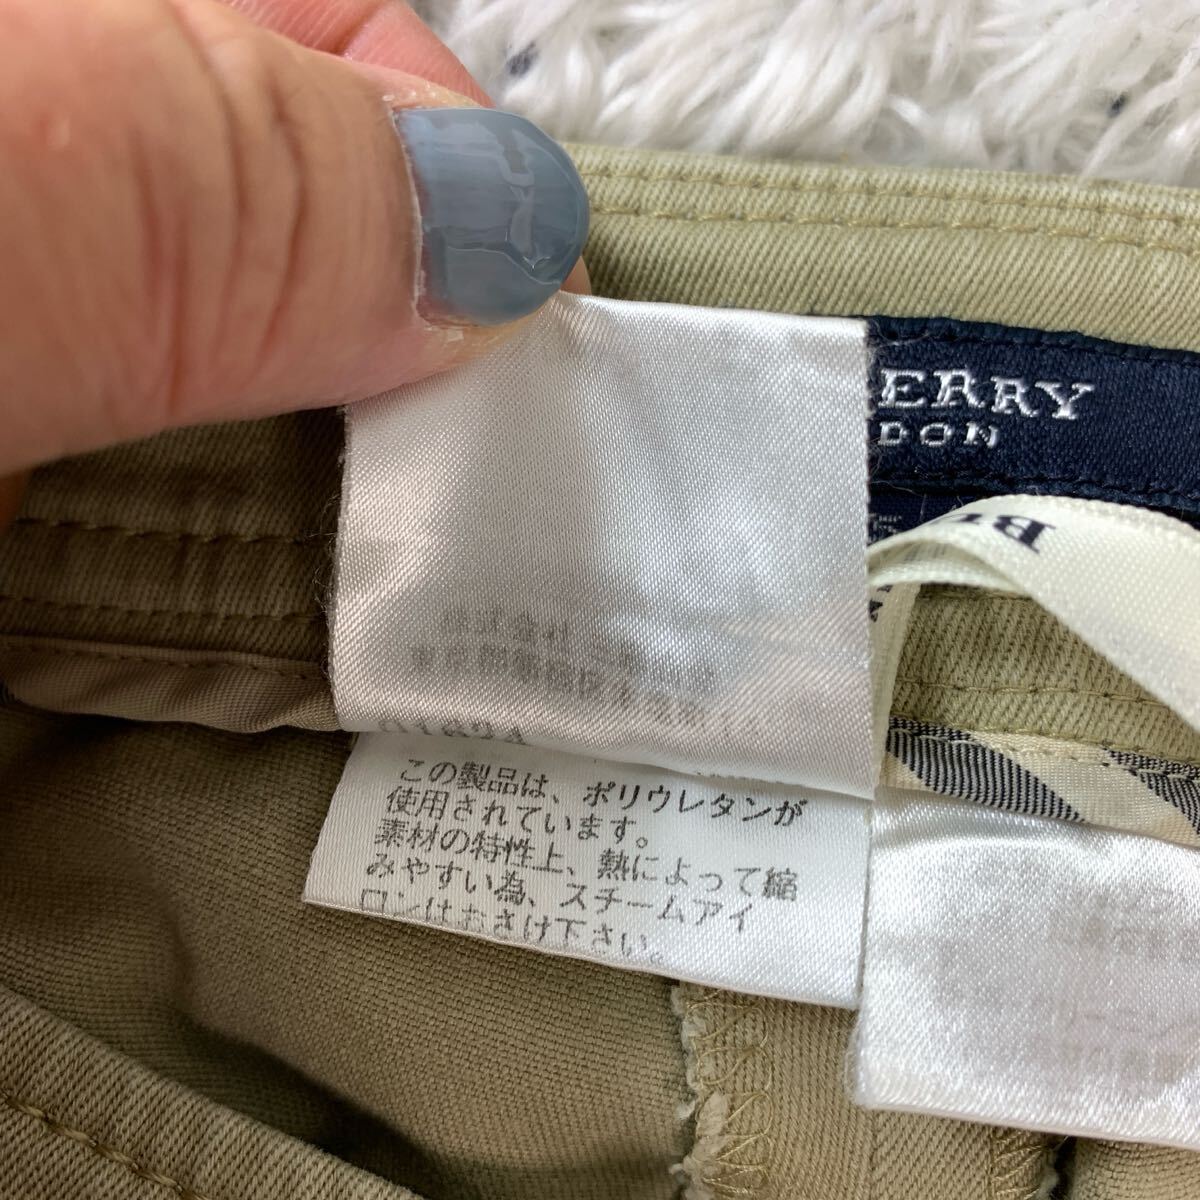 ERRY
DON
Bu
この製品は、ポリウレタンが
使用されています。
素材の特性上、熱によって縮
みやすい為、スチームアイ
ロンはおさけ下さい。